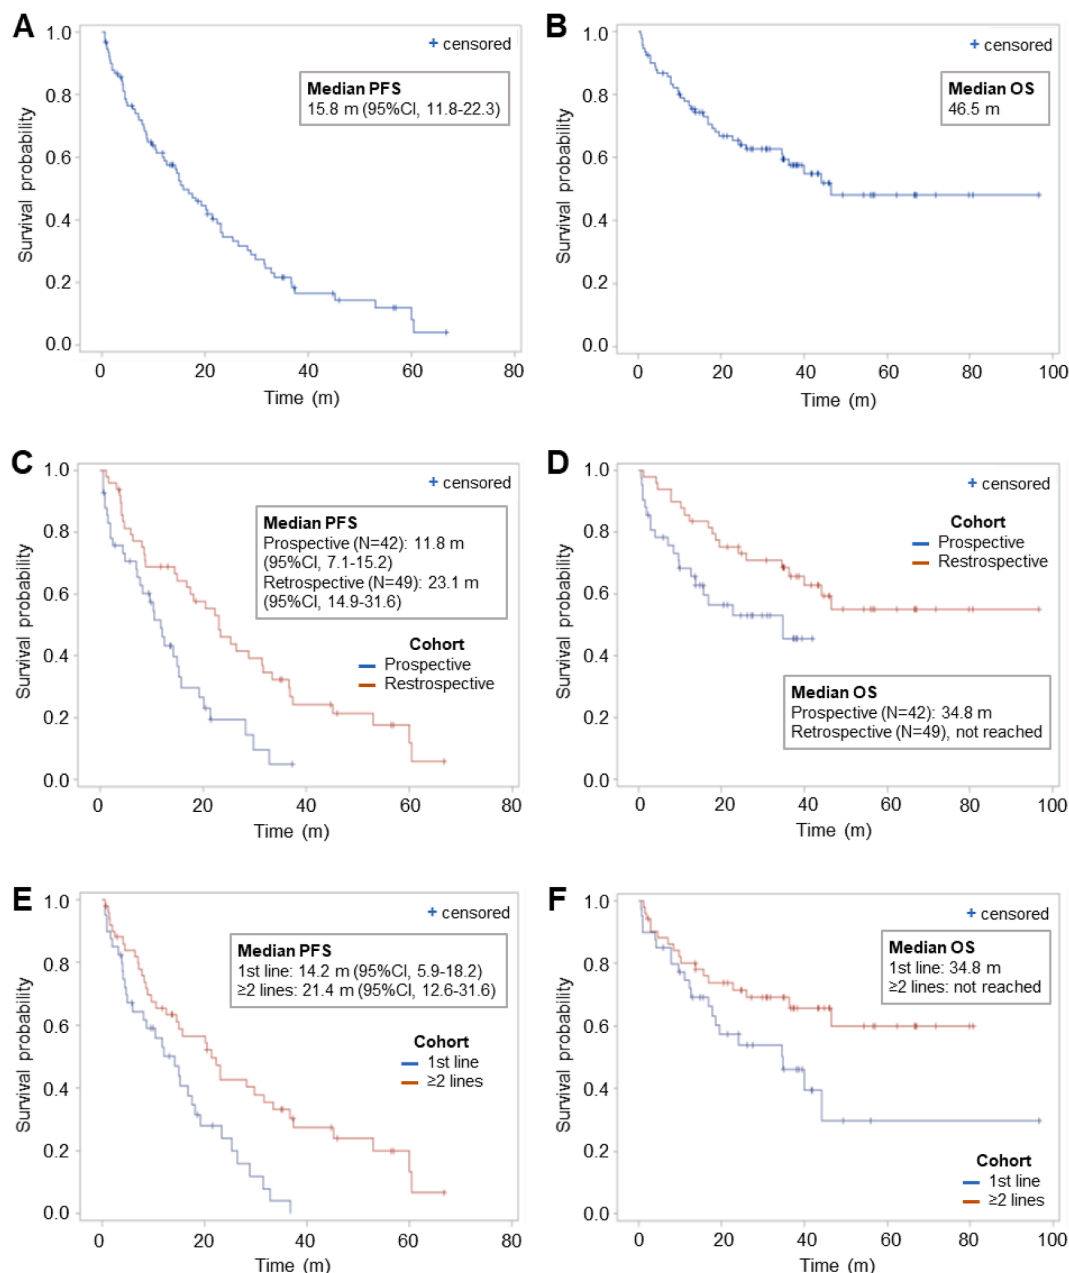 A
1.0
0.8
0.6
0.4
0.2
0.0
Survival probability
+ censored
Median PFS
15.8 m (95%CI, 11.8-22.3)
0 20 40 60 80
Time (m)
B
1.0
0.8
0.6
0.4
0.2
0.0
Survival probability
+ censored
Median OS
46.5 m
0 20 40 60 80 100
Time (m)
C
1.0
0.8
0.6
0.4
0.2
0.0
Survival probability
+ censored
Median PFS
Prospective (N=42): 11.8 m
(95%CI, 7.1-15.2)
Retrospective (N=49): 23.1 m
(95%CI, 14.9-31.6)
Cohort
Prospective
Restrospective
0 20 40 60 80
Time (m)
D
1.0
0.8
0.6
0.4
0.2
0.0
Survival probability
+ censored
Cohort
Prospective
Restrospective
Median OS
Prospective (N=42): 34.8 m
Retrospective (N=49), not reached
0 20 40 60 80 100
Time (m)
E
1.0
0.8
0.6
0.4
0.2
0.0
Survival probability
+ censored
Median PFS
1st line: 14.2 m (95%CI, 5.9-18.2)
≥2 lines: 21.4 m (95%CI, 12.6-31.6)
Cohort
1st line
≥2 lines
0 20 40 60 80
Time (m)
F
1.0
0.8
0.6
0.4
0.2
0.0
Survival probability
+ censored
Median OS
1st line: 34.8 m
≥2 lines: not reached
Cohort
1st line
≥2 lines
0 20 40 60 80 100
Time (m)